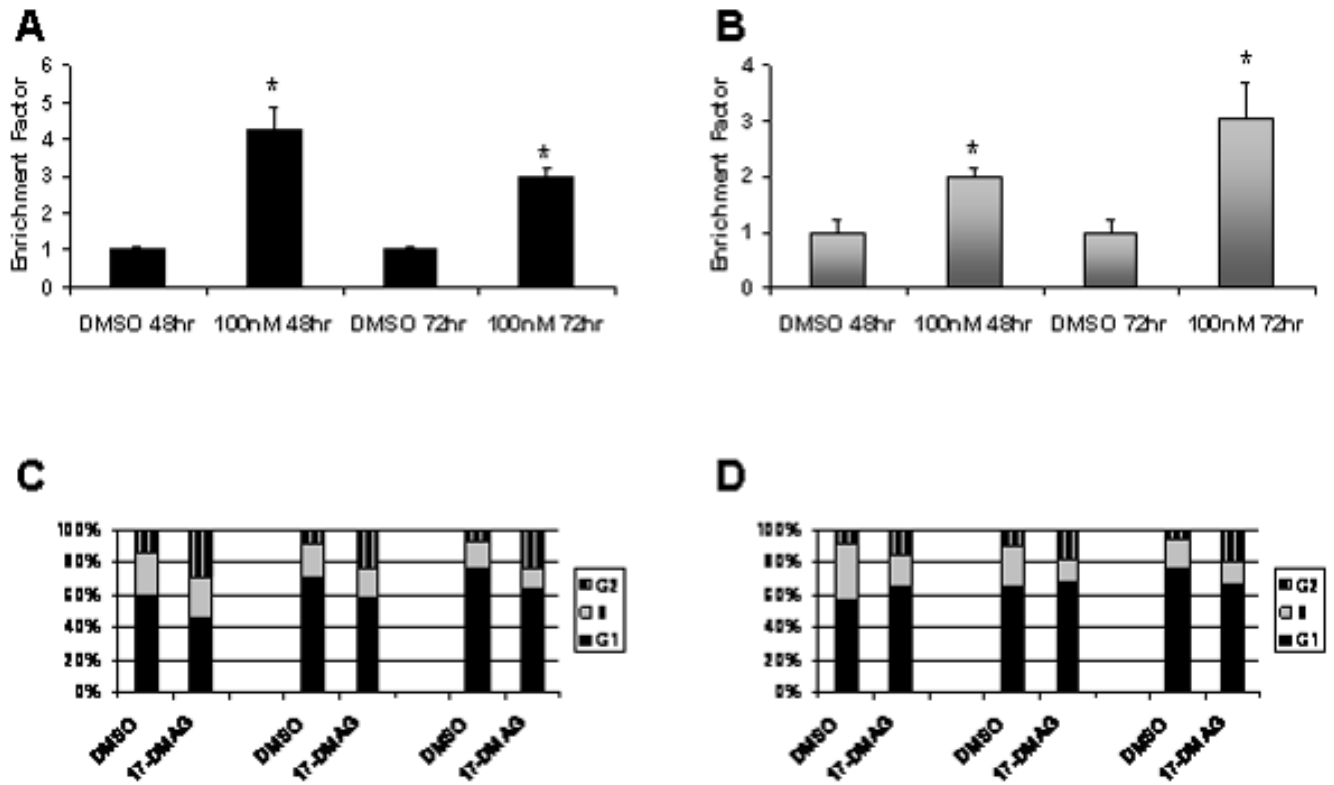 A
Enrichment Factor
6
5
4
3
2
1
0
*
*
DMSO 48hr 100nM 48hr DMSO 72hr 100nM 72hr
B
Enrichment Factor
4
3
2
1
0
*
*
DMSO 48hr 100nM 48hr DMSO 72hr 100nM 72hr
C
100%
80%
60%
40%
20%
0%
G2
G1
DMSO 17-DMAG DMSO 17-DMAG DMSO 17-DMAG
D
100%
80%
60%
40%
20%
0%
G2
G1
DMSO 17-DMAG DMSO 17-DMAG DMSO 17-DMAG